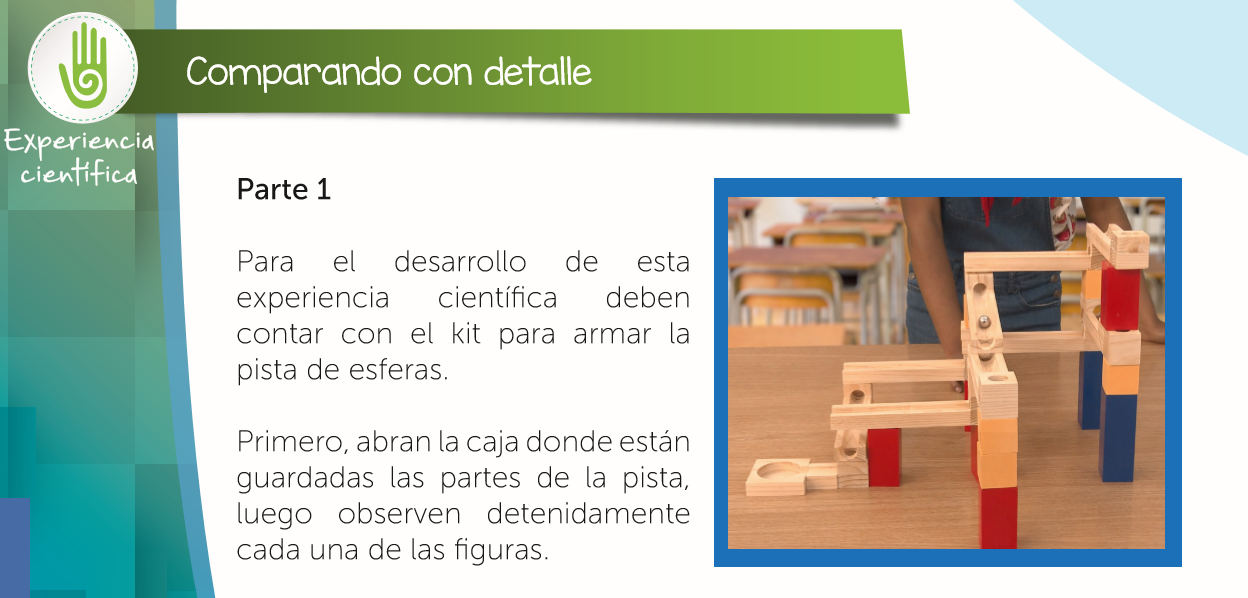 Comparando con detalle
Experiencia
científica
Parte 1
Para el desarrollo de esta
experiencia científica deben
contar con el kit para armar la
pista de esferas.
Primero, abran la caja donde están
guardadas las partes de la pista,
luego observen detenidamente
cada una de las figuras.